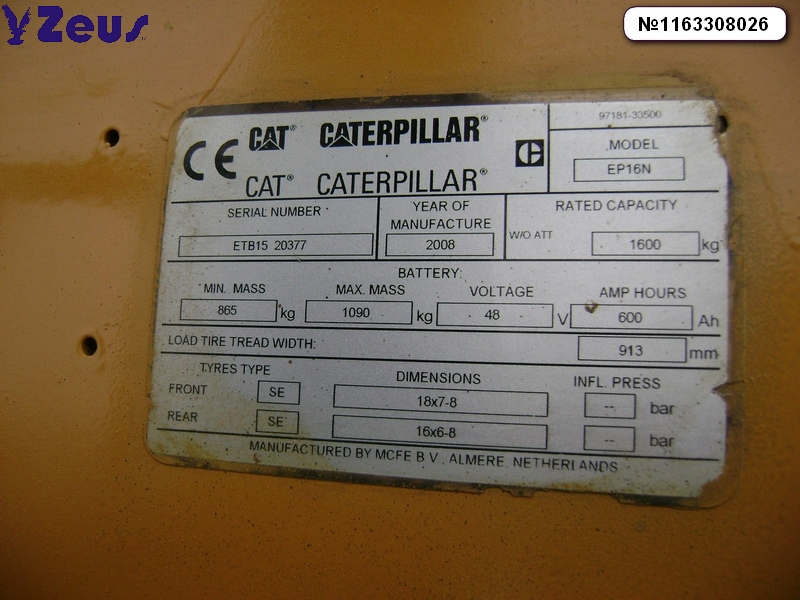 Zeus
№1163308026
97181-33500
CE CAT® CATERPILLAR®
CAT® CATERPILLAR®
MODEL
EP16N
SERIAL NUMBER
ETB15 20377
YEAR OF
MANUFACTURE
2008
RATED CAPACITY
W/O ATT 1600 kg
BATTERY:
MIN. MASS MAX. MASS VOLTAGE AMP HOURS
865 kg 1090 kg 48 V 600 Ah
LOAD TIRE TREAD WIDTH: 913 mm
TYRES TYPE DIMENSIONS INFL. PRESS
FRONT SE 18x7-8 -- bar
REAR SE 16x6-8 -- bar
MANUFACTURED BY MCFE B.V., ALMERE, NETHERLANDS